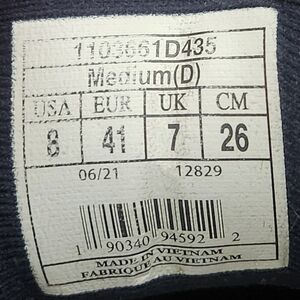 1103661D435
Medium(D)
USA EUR UK CM
8 41 7 26
06/21 12829
1 90340 94592 2
MADE IN VIETNAM
FABRIQUE AU VIETNAM